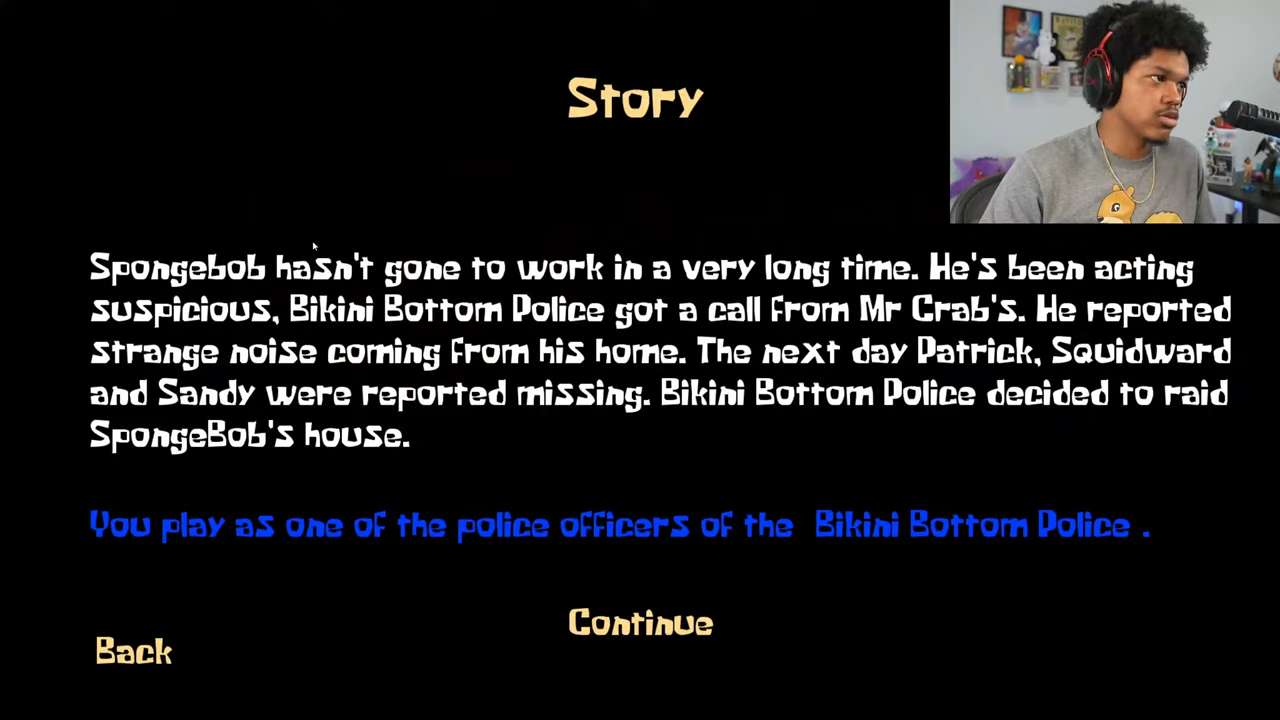 Story
Spongebob hasn't gone to work in a very long time. He's been acting
suspicious, Bikini Bottom Police got a call from Mr Crab's. He reported
strange noise coming from his home. The next day Patrick, Squidward
and Sandy were reported missing. Bikini Bottom Police decided to raid
SpongeBob's house.
You play as one of the police officers of the Bikini Bottom Police .
Continue
Back